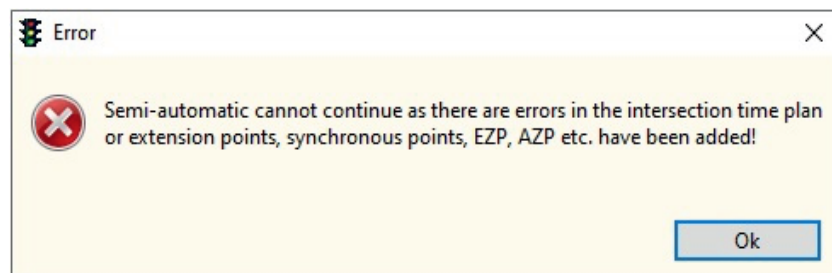 Error
Semi-automatic cannot continue as there are errors in the intersection time plan
or extension points, synchronous points, EZP, AZP etc. have been added!
Ok